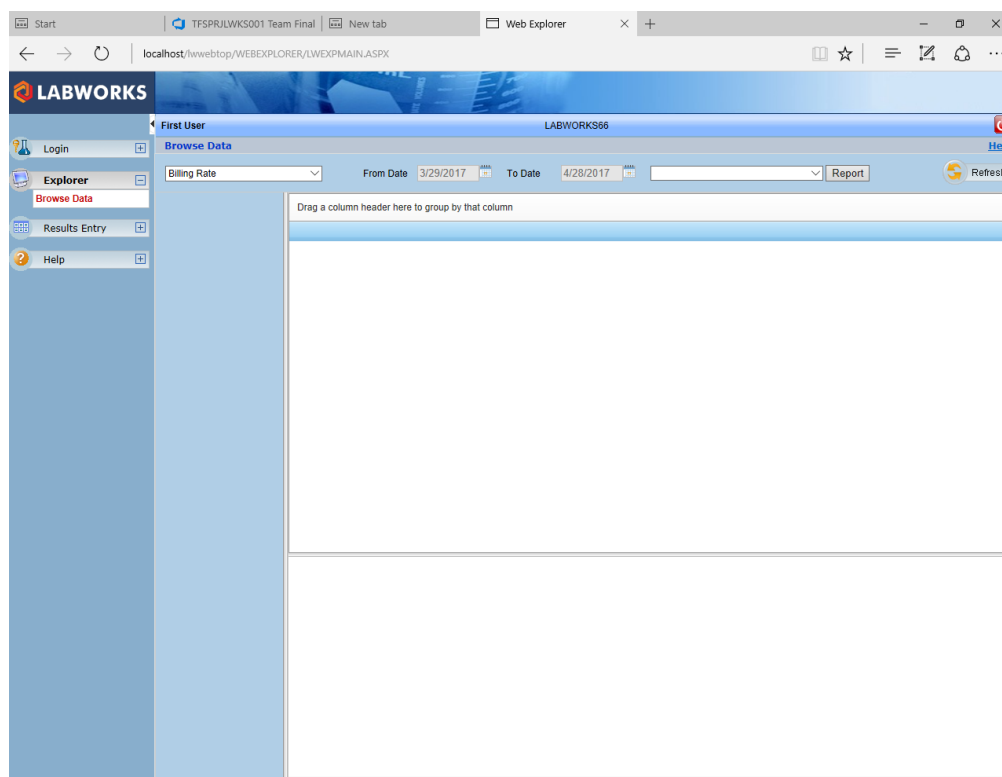 Start TFSPRJLWKS001 Team Final New tab Web Explorer
localhost/lwwebtop/WEBEXPLORER/LWEXPMAIN.ASPX
LABWORKS
First User LABWORKS66
Login
Browse Data
Billing Rate From Date 3/29/2017 To Date 4/28/2017 Report Refresh
Explorer
Browse Data
Drag a column header here to group by that column
Results Entry
Help